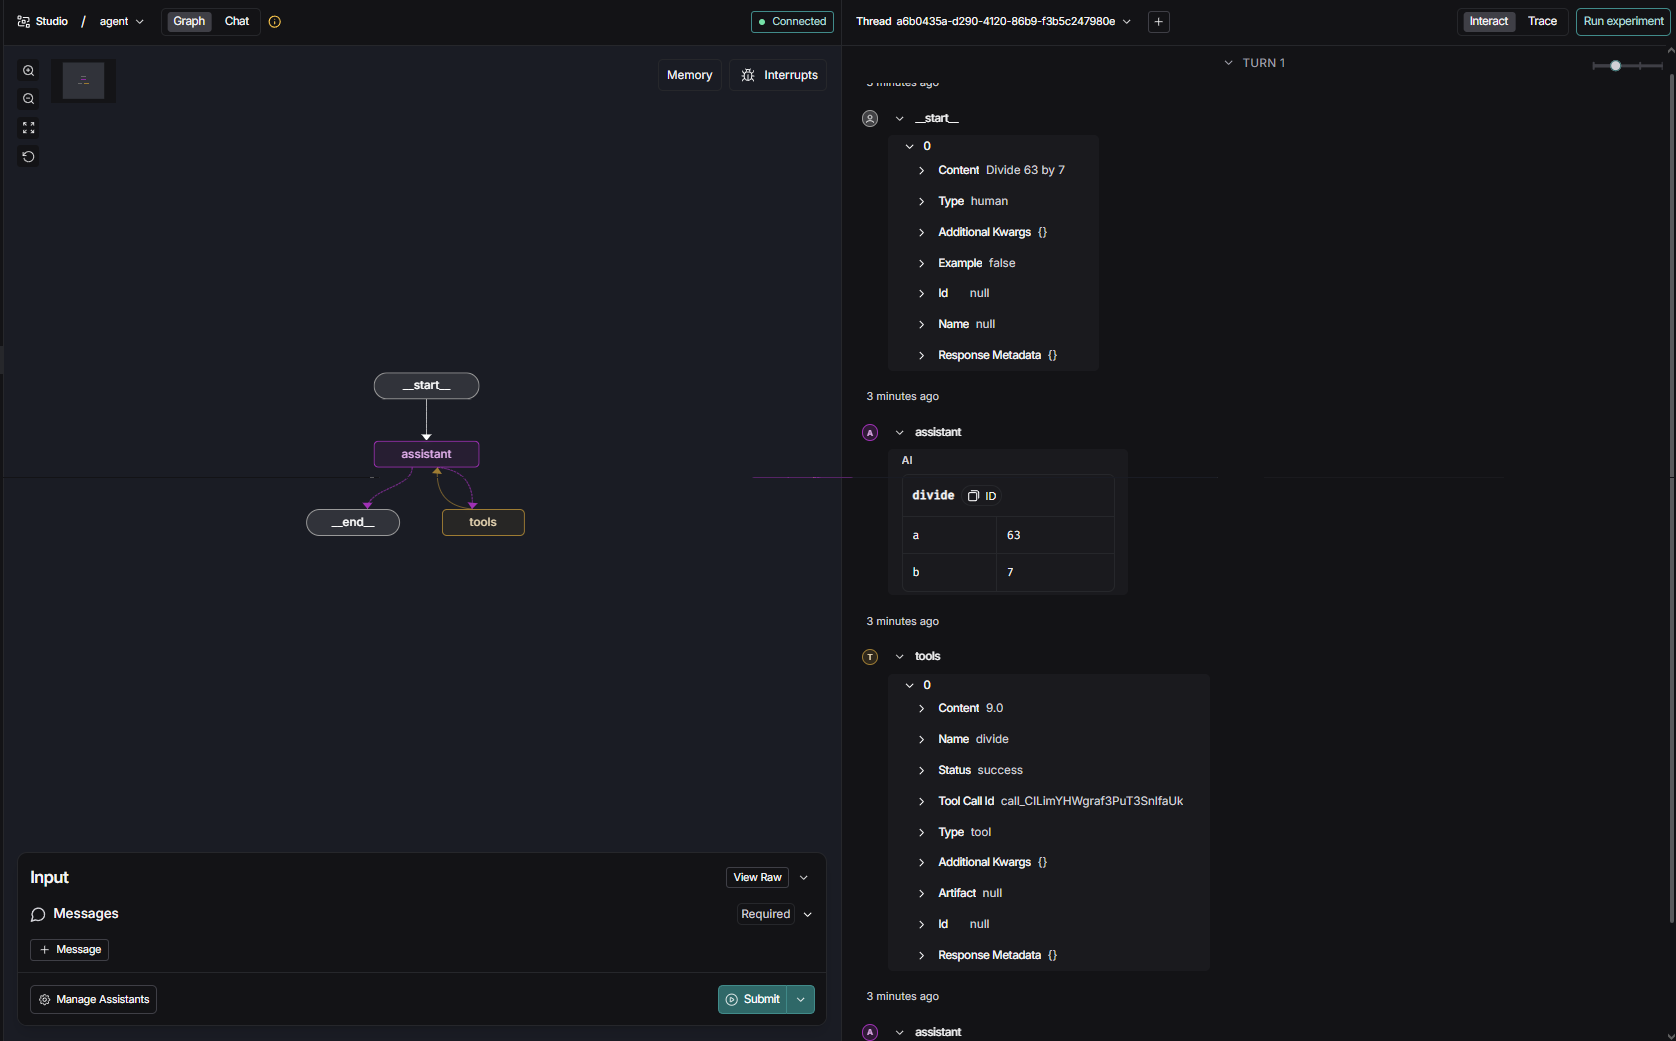 Studio / agent Graph Chat
Connected
Memory Interrupts
__start__
assistant
__end__
tools
Input
View Raw
Messages
Required
+ Message
Manage Assistants
Submit
Thread a6b0435a-d290-4120-86b9-f3b5c247980e
+
Interact Trace
Run experiment
TURN 1
3 minutes ago
__start__
0
Content Divide 63 by 7
Type human
Additional Kwargs {}
Example false
Id null
Name null
Response Metadata {}
3 minutes ago
A assistant
AI
divide ID
a 63
b 7
3 minutes ago
T tools
0
Content 9.0
Name divide
Status success
Tool Call Id call_CILimYHWgraf3PuT3SnIfaUk
Type tool
Additional Kwargs {}
Artifact null
Id null
Response Metadata {}
3 minutes ago
A assistant